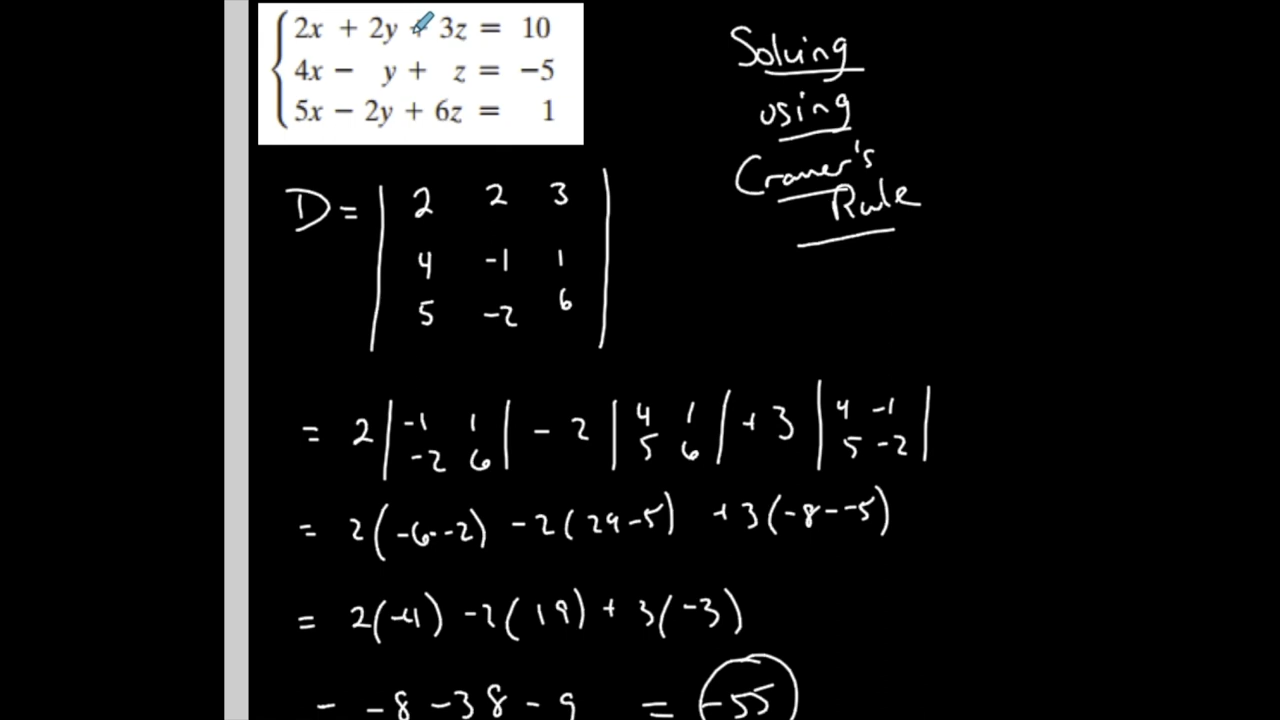 2x + 2y + 3z = 10
4x − y + z = −5
5x − 2y + 6z = 1
Solving
using
Cramer's
Rule
D = | 2 2 3 |
| 4 -1 1 |
| 5 -2 6 |
= 2 | -1 1 | - 2 | 4 1 | + 3 | 4 -1 |
| -2 6 | | 5 6 | | 5 -2 |
= 2(-6--2) -2(24-5) +3(-8--5)
= 2(-4) -2(19) + 3(-3)
= -8 -38 -9 = -55